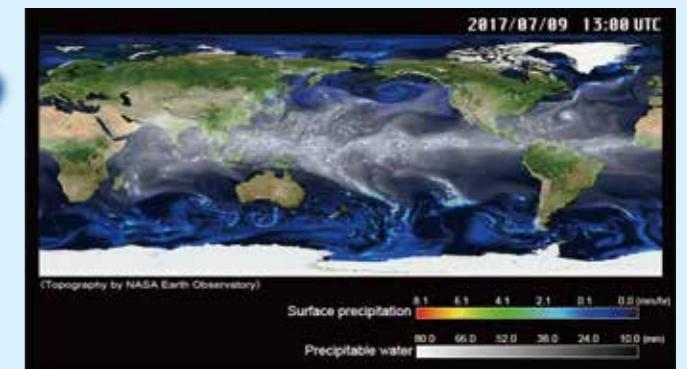 2017/07/09 13:00 UTC
(Topography by NASA Earth Observatory)
8.1 6.1 4.1 2.1 0.1 0.0 (mm/hr)
Surface precipitation
80.0 66.0 52.0 38.0 24.0 10.0 (mm)
Precipitable water